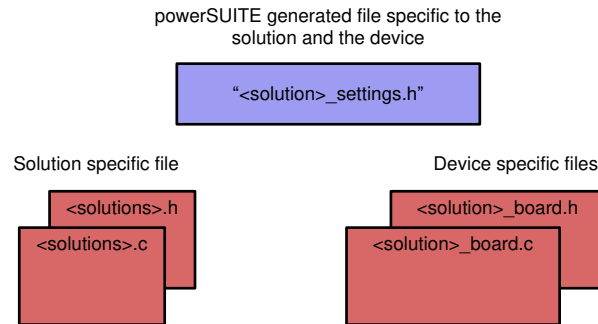 powerSUITE generated file specific to the
solution and the device
“<solution>_settings.h”
Solution specific file
Device specific files
<solutions>.h
<solution>_board.h
<solutions>.c
<solution>_board.c